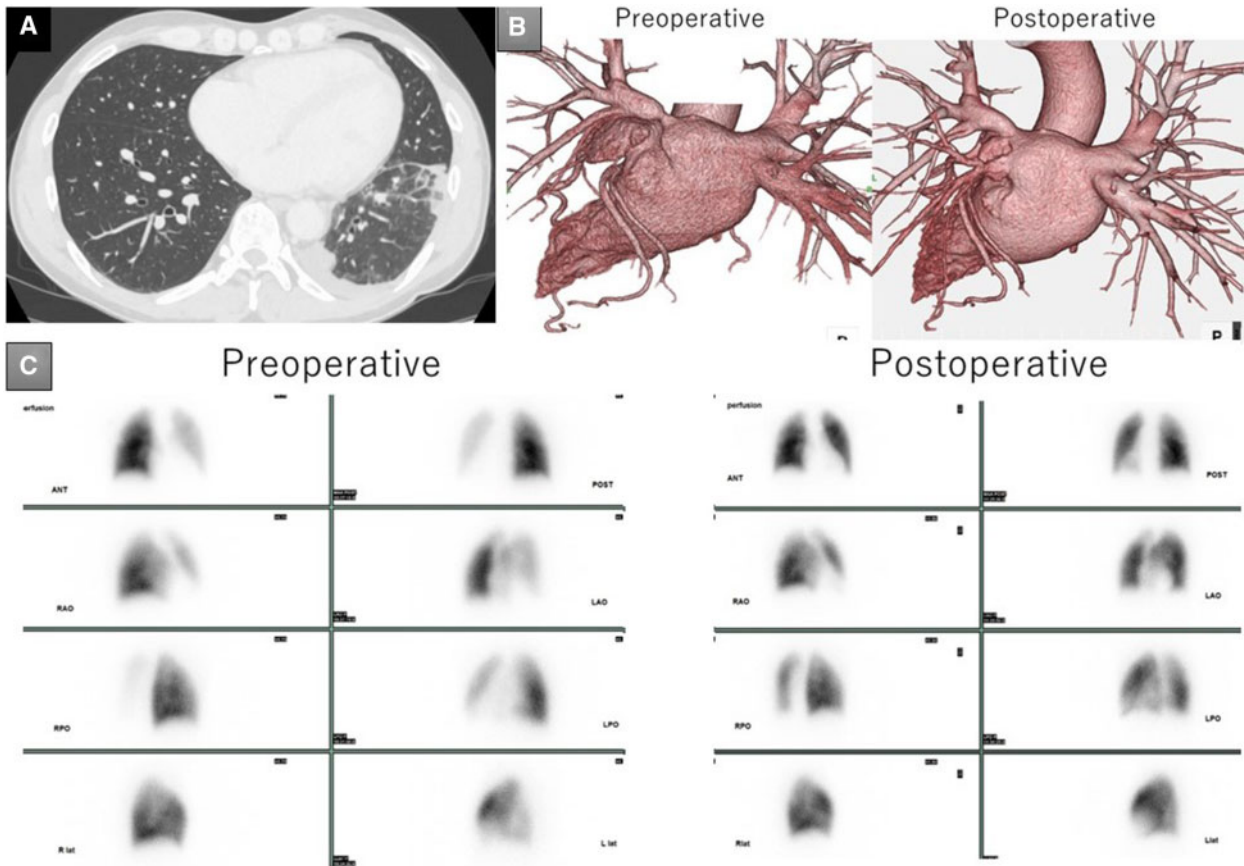 A
B
Preoperative
Postoperative
P
C
Preoperative
Postoperative
erfusion
ANT
POST
RAO
LAO
RPO
LPO
R lat
L lat
perfusion
ANT
POST
RAO
LAO
RPO
LPO
Rlat
Llat